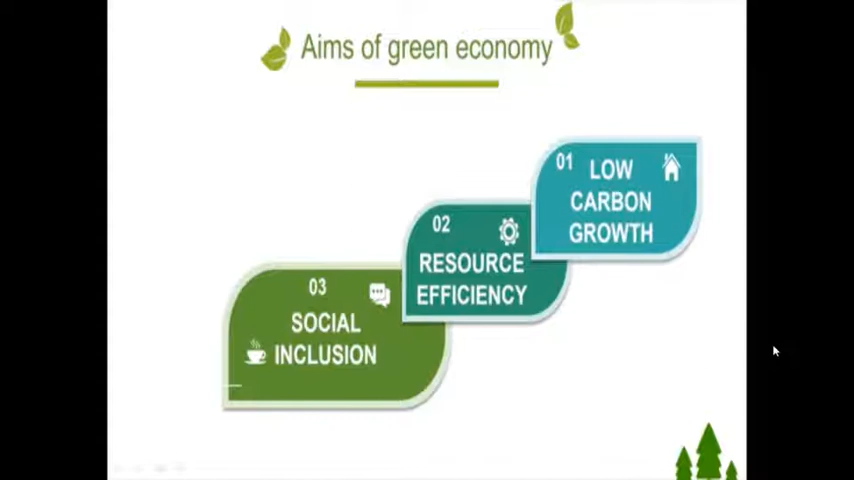 Aims of green economy
01
LOW
CARBON
GROWTH
02
RESOURCE
EFFICIENCY
03
SOCIAL
INCLUSION